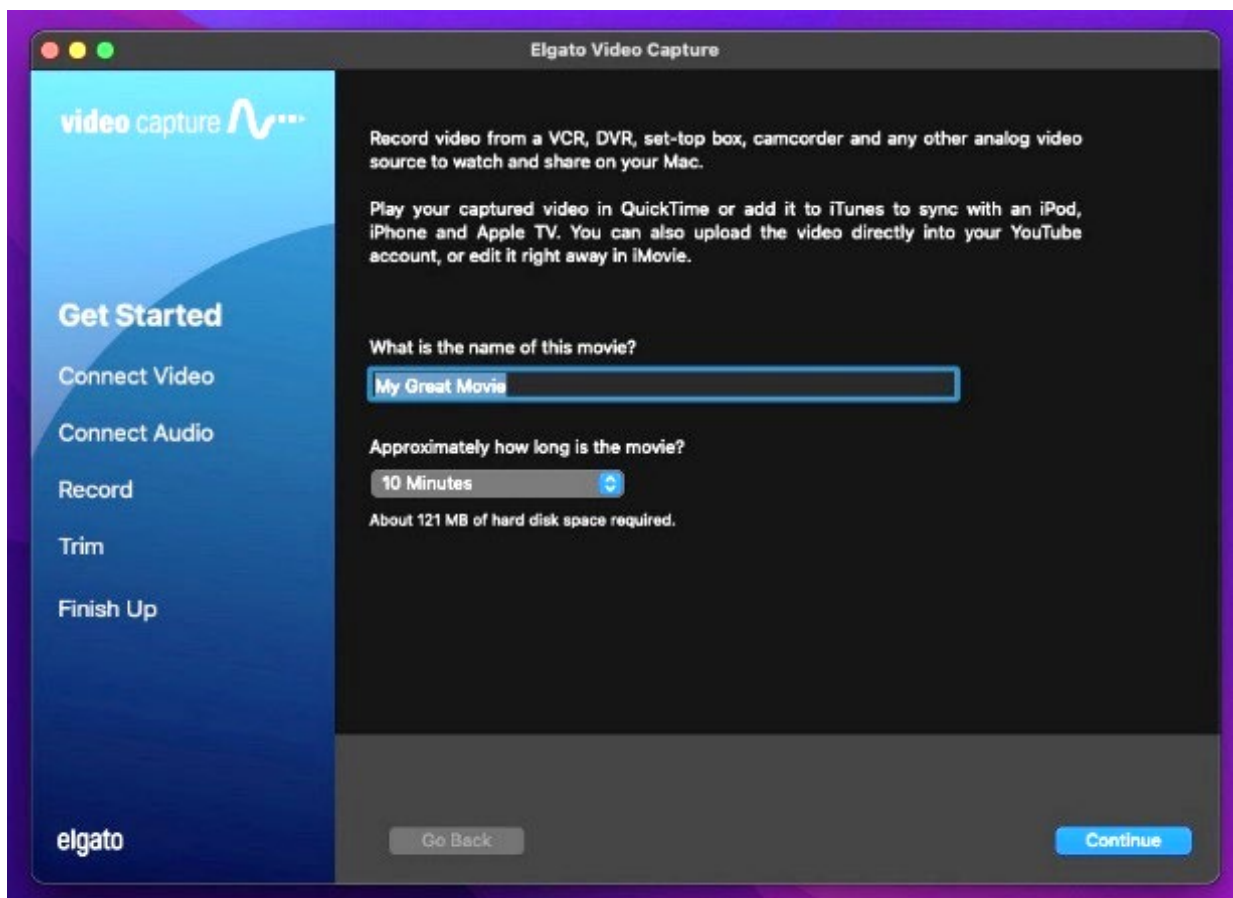 Elgato Video Capture
video capture
Record video from a VCR, DVR, set-top box, camcorder and any other analog video
source to watch and share on your Mac.
Play your captured video in QuickTime or add it to iTunes to sync with an iPod,
iPhone and Apple TV. You can also upload the video directly into your YouTube
account, or edit it right away in iMovie.
Get Started
Connect Video
Connect Audio
Record
Trim
Finish Up
What is the name of this movie?
My Great Movie
Approximately how long is the movie?
10 Minutes
About 121 MB of hard disk space required.
elgato
Go Back
Continue